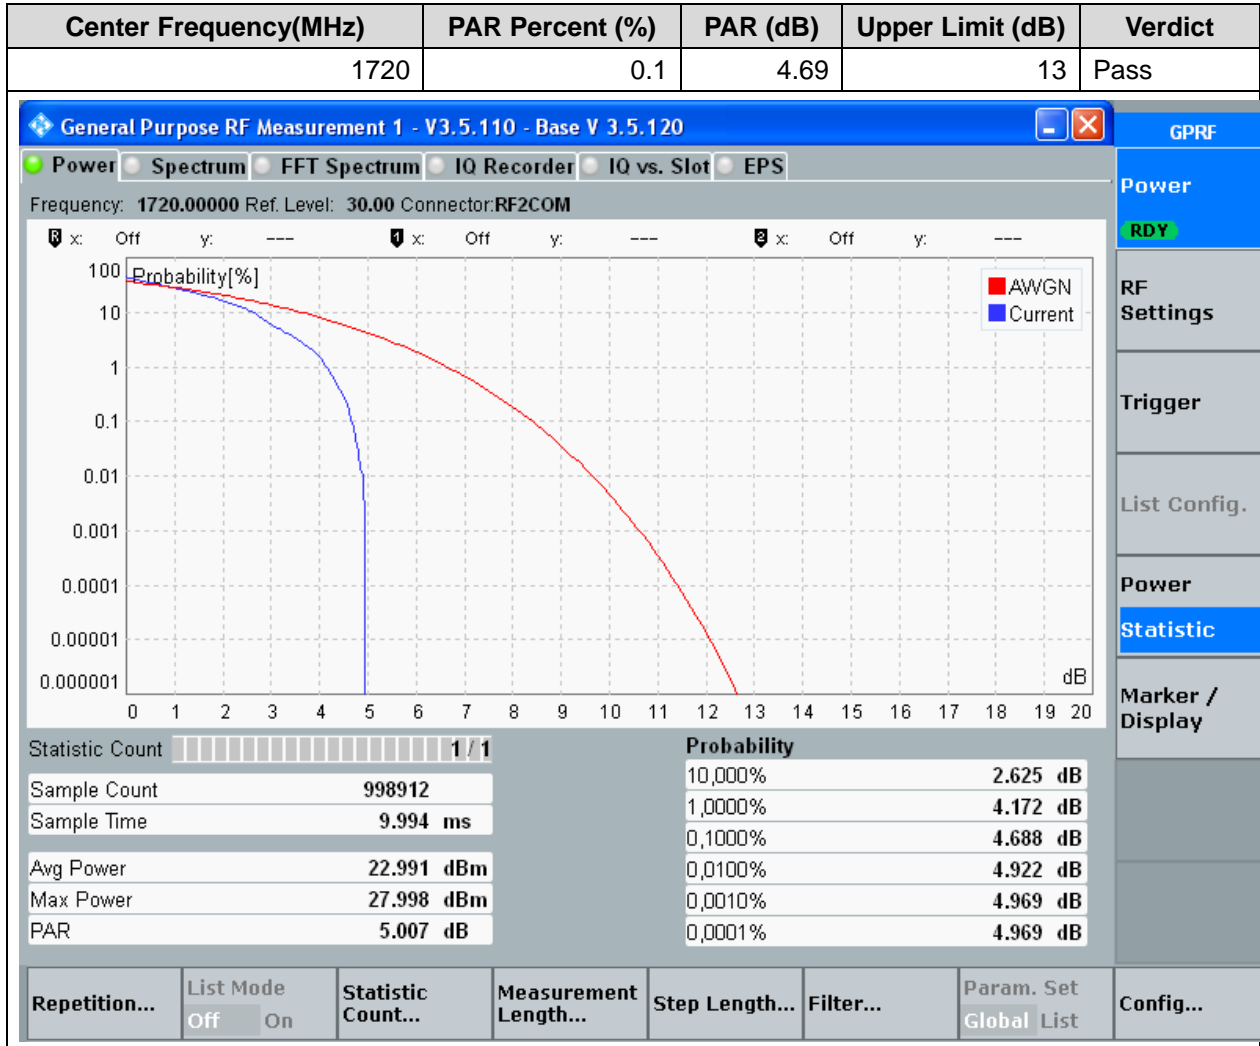 Center Frequency(MHz) PAR Percent (%) PAR (dB) Upper Limit (dB) Verdict
1720 0.1 4.69 13 Pass
General Purpose RF Measurement 1 - V3.5.110 - Base V 3.5.120
GPRF
Power Spectrum FFT Spectrum IQ Recorder IQ vs. Slot EPS
Frequency: 1720.00000 Ref. Level: 30.00 Connector:RF2COM
R x: Off y: --- 1 x: Off y: --- 2 x: Off y: ---
Probability[%]
AWGN
Current
100
10
1
0.1
0.01
0.001
0.0001
0.00001
0.000001
dB
0 1 2 3 4 5 6 7 8 9 10 11 12 13 14 15 16 17 18 19 20
Statistic Count 1 / 1
Sample Count 998912
Sample Time 9.994 ms
Avg Power 22.991 dBm
Max Power 27.998 dBm
PAR 5.007 dB
Probability
10,000% 2.625 dB
1,0000% 4.172 dB
0,1000% 4.688 dB
0,0100% 4.922 dB
0,0010% 4.969 dB
0,0001% 4.969 dB
Power
RDY
RF
Settings
Trigger
List Config.
Power
Statistic
Marker /
Display
Repetition...
List Mode
Off On
Statistic
Count...
Measurement
Length...
Step Length...
Filter...
Param. Set
Global List
Config...